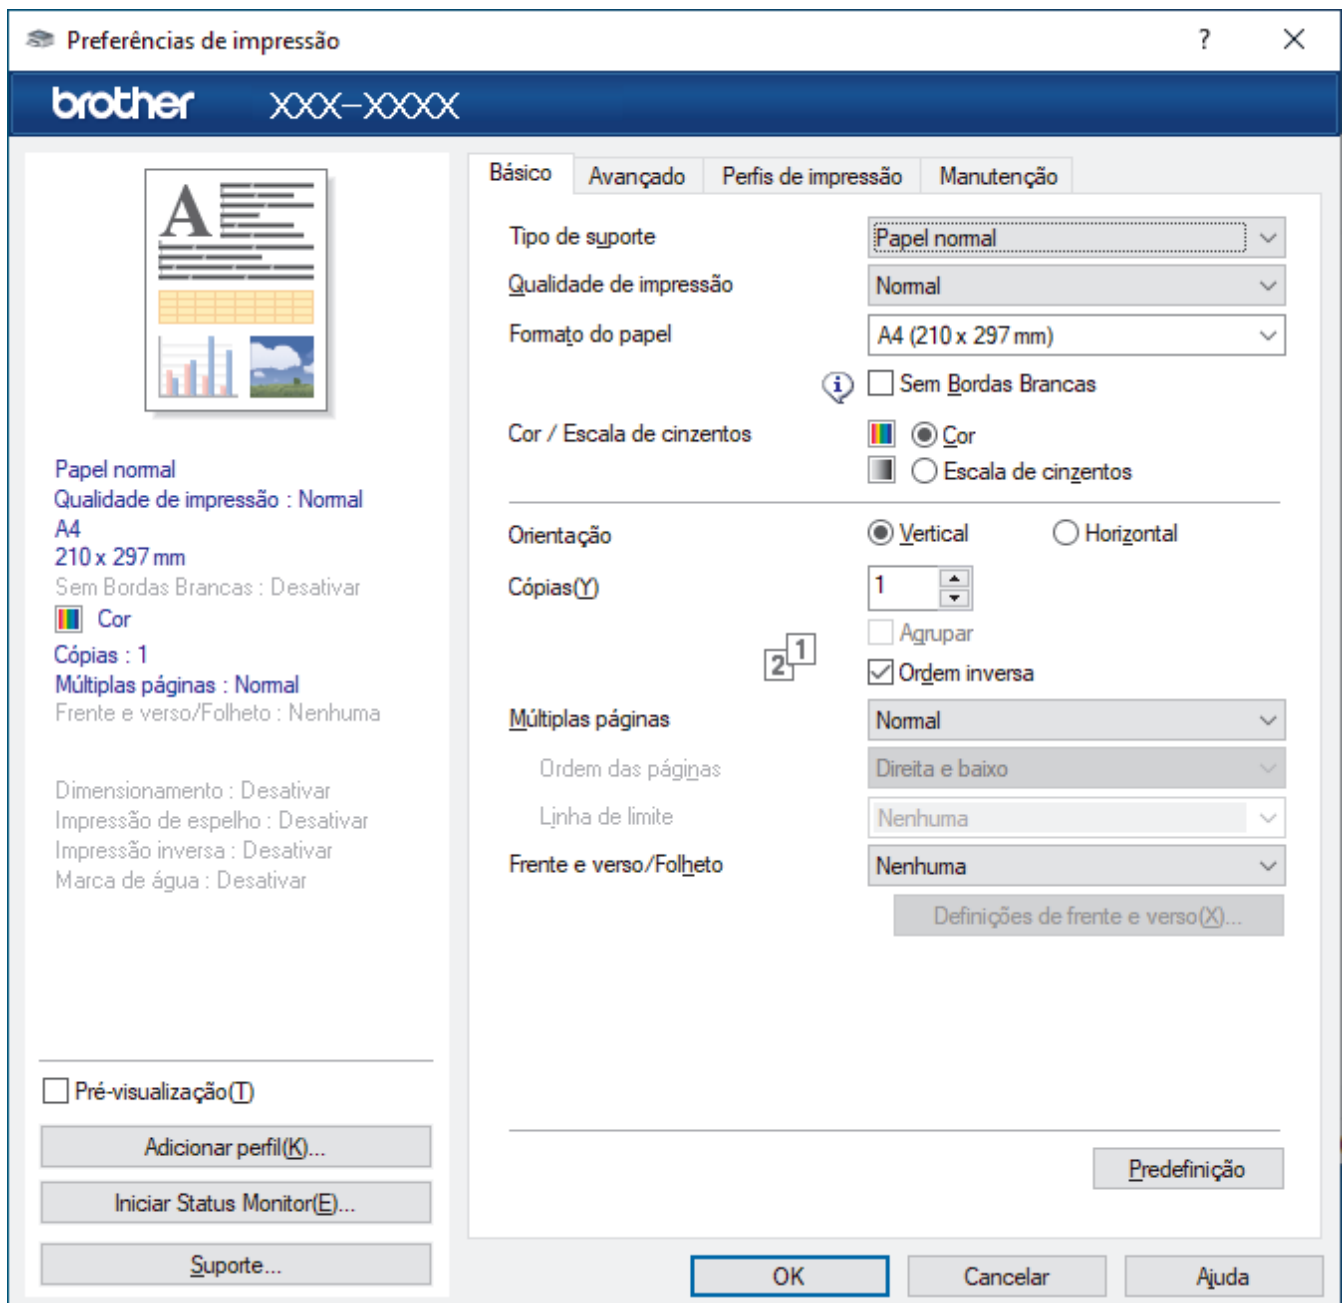 Preferências de impressão
?
brother XXX-XXXX
A
Papel normal
Qualidade de impressão : Normal
A4
210 x 297 mm
Sem Bordas Brancas : Desativar
Cor
Cópias : 1
Múltiplas páginas : Normal
Frente e verso/Folheto : Nenhuma
Dimensionamento : Desativar
Impressão de espelho : Desativar
Impressão inversa : Desativar
Marca de água : Desativar
Pré-visualização(T)
Adicionar perfil(K)...
Iniciar Status Monitor(E)...
Suporte...
Básico Avançado Perfis de impressão Manutenção
Tipo de suporte Papel normal
Qualidade de impressão Normal
Formato do papel A4 (210 x 297 mm)
i Sem Bordas Brancas
Cor / Escala de cinzentos Cor
Escala de cinzentos
Orientação Vertical Horizontal
Cópias(Y) 1
Agrupar
2 1 Ordem inversa
Múltiplas páginas Normal
Ordem das páginas Direita e baixo
Linha de limite Nenhuma
Frente e verso/Folheto Nenhuma
Definições de frente e verso(X)...
Predefinição
OK Cancelar Ajuda